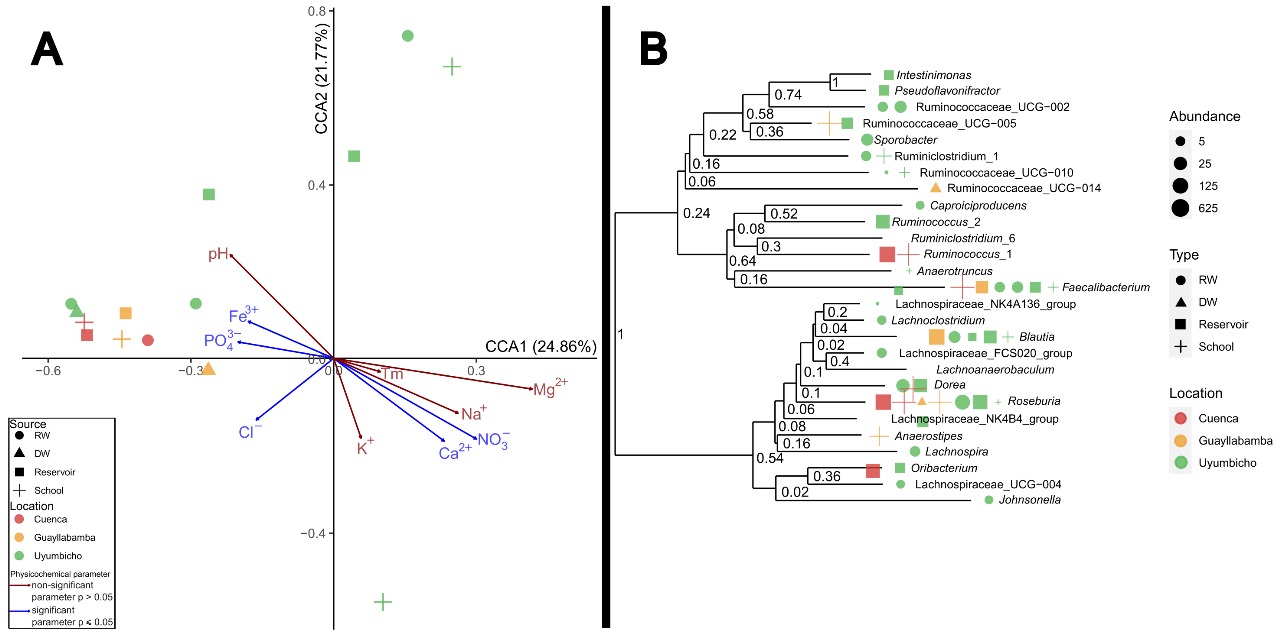 A
CCA2 (21.77%)
0.8
0.4
0.0
−0.4
−0.6
−0.3
0.0
0.3
CCA1 (24.86%)
pH
Fe3+
PO43−
Cl−
Tm
Mg2+
Na+
NO3−
Ca2+
K+
Source
RW
DW
Reservoir
School
Location
Cuenca
Guayllabamba
Uyumbicho
Physicochemical parameter
non-significant
parameter p > 0.05
significant
parameter p ⩽ 0.05
B
1 Intestinimonas
0.74 Pseudoflavonifractor
Ruminococcaceae_UCG−002
0.58
0.36 Ruminococcaceae_UCG−005
0.22 Sporobacter
Ruminiclostridium_1
0.16
Ruminococcaceae_UCG−010
0.06
Ruminococcaceae_UCG−014
Caproiciproducens
0.24 0.52
Ruminococcus_2
0.08
Ruminiclostridium_6
0.3
Ruminococcus_1
0.64
Anaerotruncus
0.16
Faecalibacterium
Lachnospiraceae_NK4A136_group
0.2
Lachnoclostridium
0.04
1 Blautia
0.02
Lachnospiraceae_FCS020_group
0.4
0.1 Lachnoanaerobaculum
Dorea
0.1
Roseburia
0.06
Lachnospiraceae_NK4B4_group
0.08
Anaerostipes
0.16
Lachnospira
0.54
Oribacterium
0.36
Lachnospiraceae_UCG−004
0.02
Johnsonella
Abundance
5
25
125
625
Type
RW
DW
Reservoir
School
Location
Cuenca
Guayllabamba
Uyumbicho